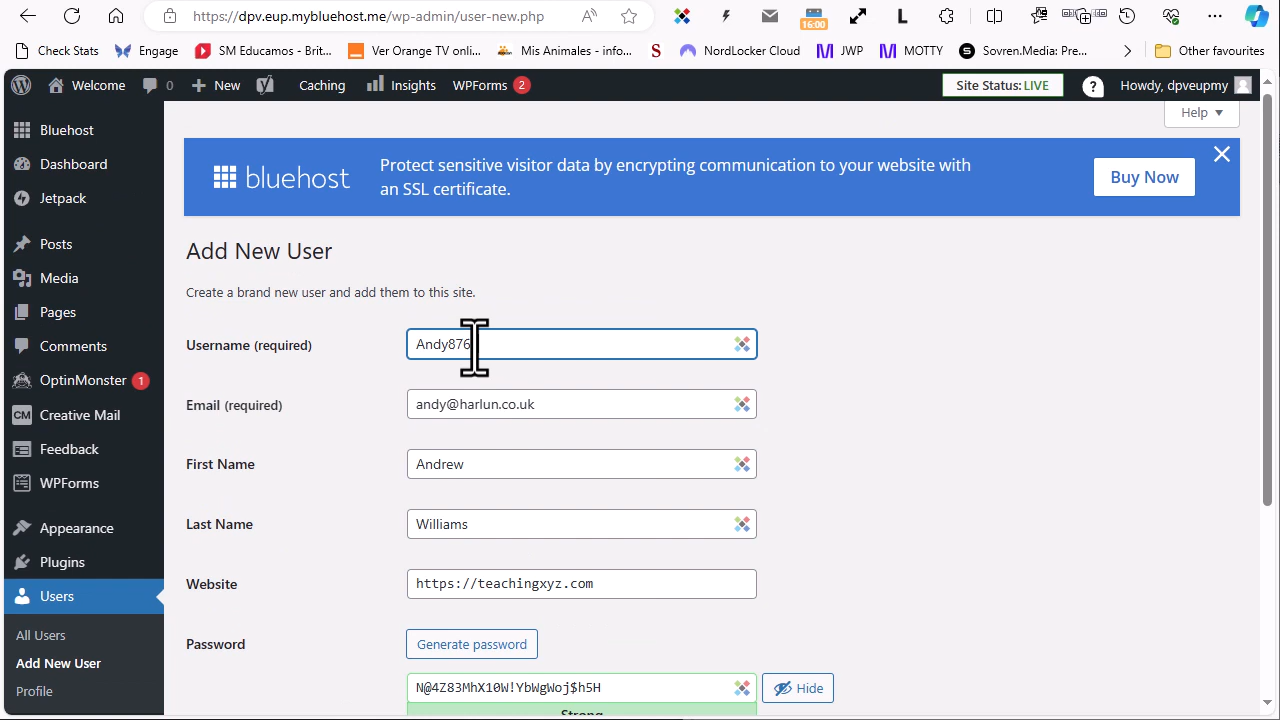 https://dpv.eup.mybluehost.me/wp-admin/user-new.php
16:00
Check Stats
Engage
SM Educamos - Brit...
Ver Orange TV onlin...
Mis Animales - info...
NordLocker Cloud
JWP
MOTTY
Sovren.Media-Pre...
Other favourites
Welcome
0
New
Caching
Insights
WPForms 2
Site Status: LIVE
Howdy, dpveupmy
Help
Bluehost
Dashboard
Jetpack
Posts
Media
Pages
Comments
OptinMonster 1
CM Creative Mail
Feedback
WPForms
Appearance
Plugins
Users
All Users
Add New User
Profile
bluehost
Protect sensitive visitor data by encrypting communication to your website with
an SSL certificate.
Buy Now
Add New User
Create a brand new user and add them to this site.
Username (required)
Andy876
Email (required)
andy@harlun.co.uk
First Name
Andrew
Last Name
Williams
Website
https://teachingxyz.com
Password
Generate password
N@4Z83MhX10W!YbWgWoj$h5H
Hide
Strong